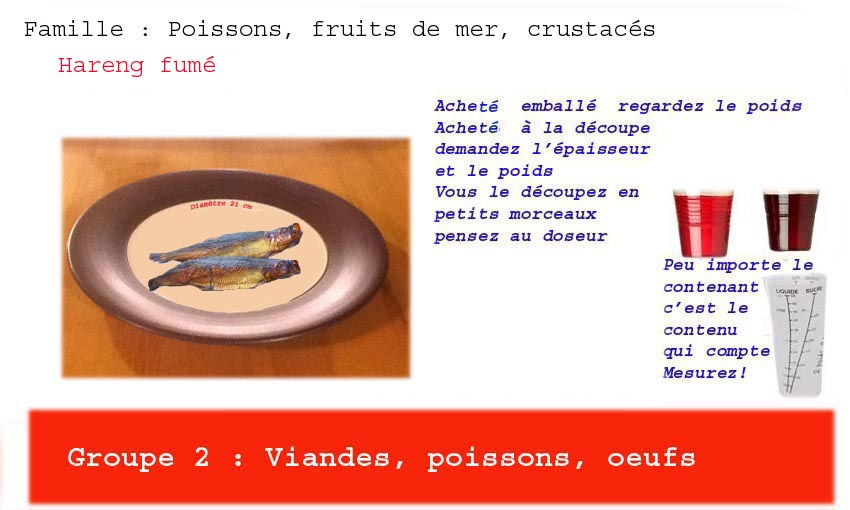 Famille : Poissons, fruits de mer, crustacés
Hareng fumé
Acheté emballé regardez le poids
Acheté à la découpe
demandez l'épaisseur
et le poids
Vous le découpez en
petits morceaux
pensez au doseur
Diamètre 21 cm
Peu importe le
contenant
c'est le
contenu
qui compte
Mesurez!
LIQUIDE SUCRE
Groupe 2 : Viandes, poissons, oeufs